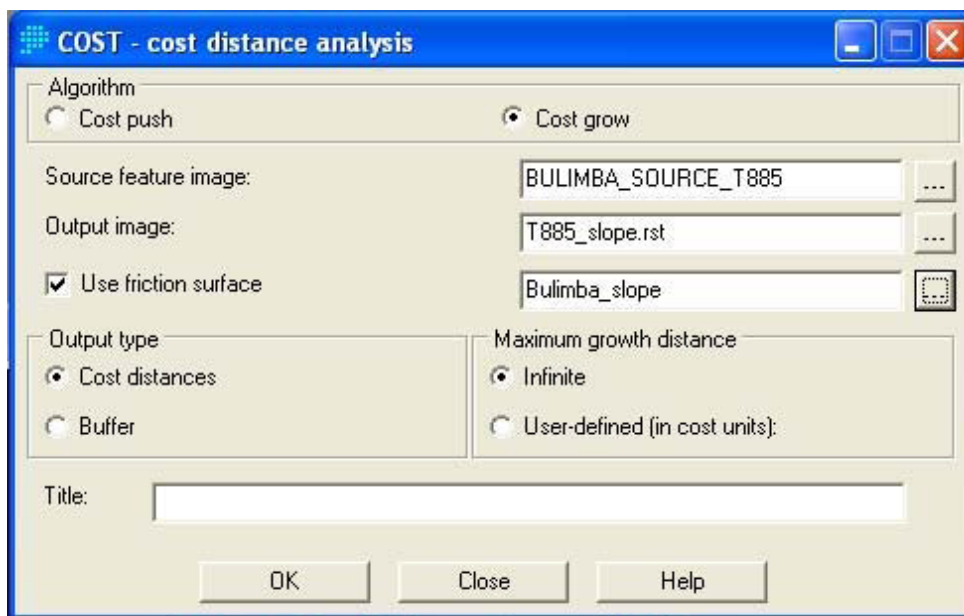 COST - cost distance analysis
Algorithm
Cost push
Cost grow
Source feature image:
BULIMBA_SOURCE_T885
...
Output image:
T885_slope.rst
...
Use friction surface
Bulimba_slope
...
Output type
Cost distances
Buffer
Maximum growth distance
Infinite
User-defined (in cost units):
Title:
OK
Close
Help